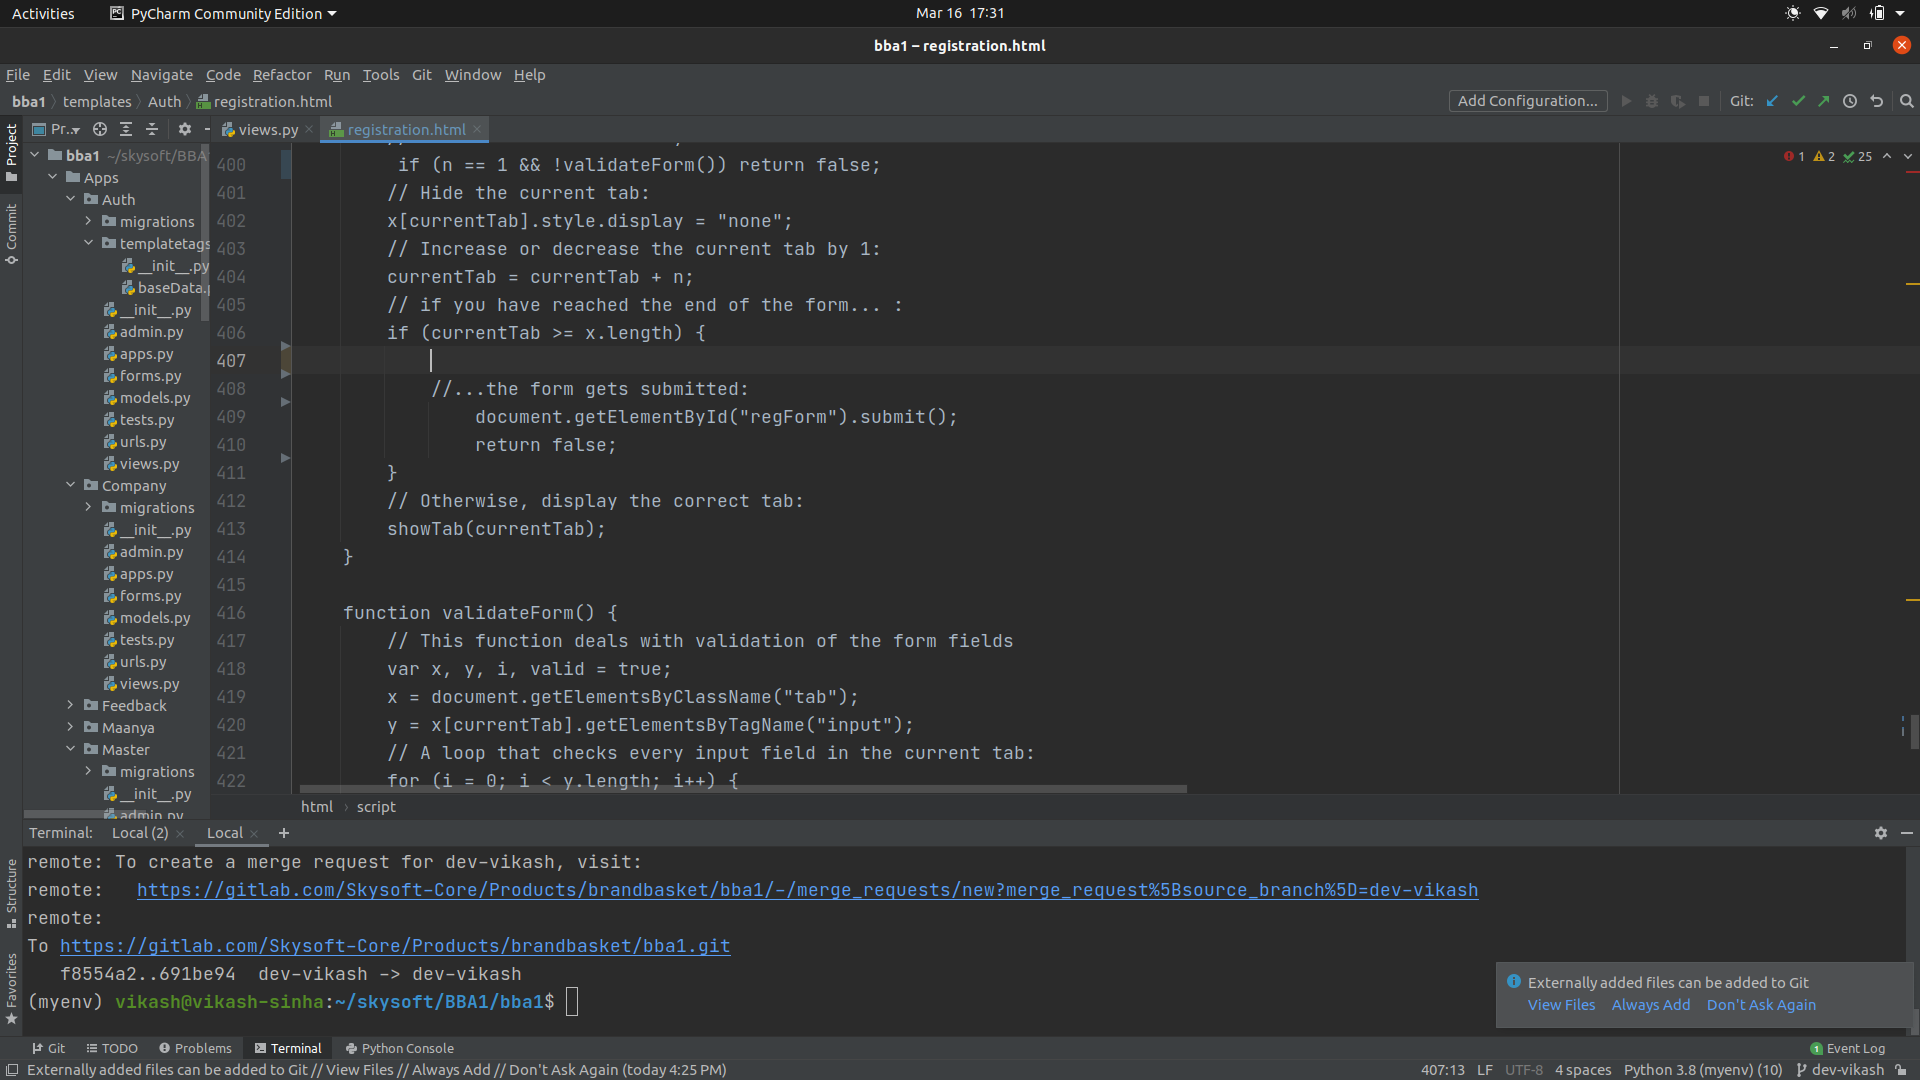 Activities
PyCharm Community Edition
Mar 16 17:31
bba1 – registration.html
File Edit View Navigate Code Refactor Run Tools Git Window Help
bba1 templates Auth registration.html
Add Configuration...
Git:
Project
Commit
Structure
Favorites
Pr...
bba1 ~/skysoft/BBA
Apps
Auth
migrations
templatetags
__init__.py
baseData.p
__init__.py
admin.py
apps.py
forms.py
models.py
tests.py
urls.py
views.py
Company
migrations
__init__.py
admin.py
apps.py
forms.py
models.py
tests.py
urls.py
views.py
Feedback
Maanya
Master
migrations
__init__.py
admin.py
views.py registration.html
1 2 25
400 if (n == 1 && !validateForm()) return false;
401 // Hide the current tab:
402 x[currentTab].style.display = "none";
403 // Increase or decrease the current tab by 1:
404 currentTab = currentTab + n;
405 // if you have reached the end of the form... :
406 if (currentTab >= x.length) {
407
408 //...the form gets submitted:
409 document.getElementById("regForm").submit();
410 return false;
411 }
412 // Otherwise, display the correct tab:
413 showTab(currentTab);
414 }
415
416 function validateForm() {
417 // This function deals with validation of the form fields
418 var x, y, i, valid = true;
419 x = document.getElementsByClassName("tab");
420 y = x[currentTab].getElementsByTagName("input");
421 // A loop that checks every input field in the current tab:
422 for (i = 0; i < y.length; i++) {
html script
Terminal: Local (2) Local
remote: To create a merge request for dev-vikash, visit:
remote: https://gitlab.com/Skysoft-Core/Products/brandbasket/bba1/-/merge_requests/new?merge_request%5Bsource_branch%5D=dev-vikash
remote:
To https://gitlab.com/Skysoft-Core/Products/brandbasket/bba1.git
f8554a2..691be94 dev-vikash -> dev-vikash
(myenv) vikash@vikash-sinha:~/skysoft/BBA1/bba1$
Externally added files can be added to Git
View Files Always Add Don't Ask Again
Git TODO Problems Terminal Python Console
1 Event Log
Externally added files can be added to Git // View Files // Always Add // Don't Ask Again (today 4:25 PM)
407:13 LF UTF-8 4 spaces Python 3.8 (myenv) (10) dev-vikash